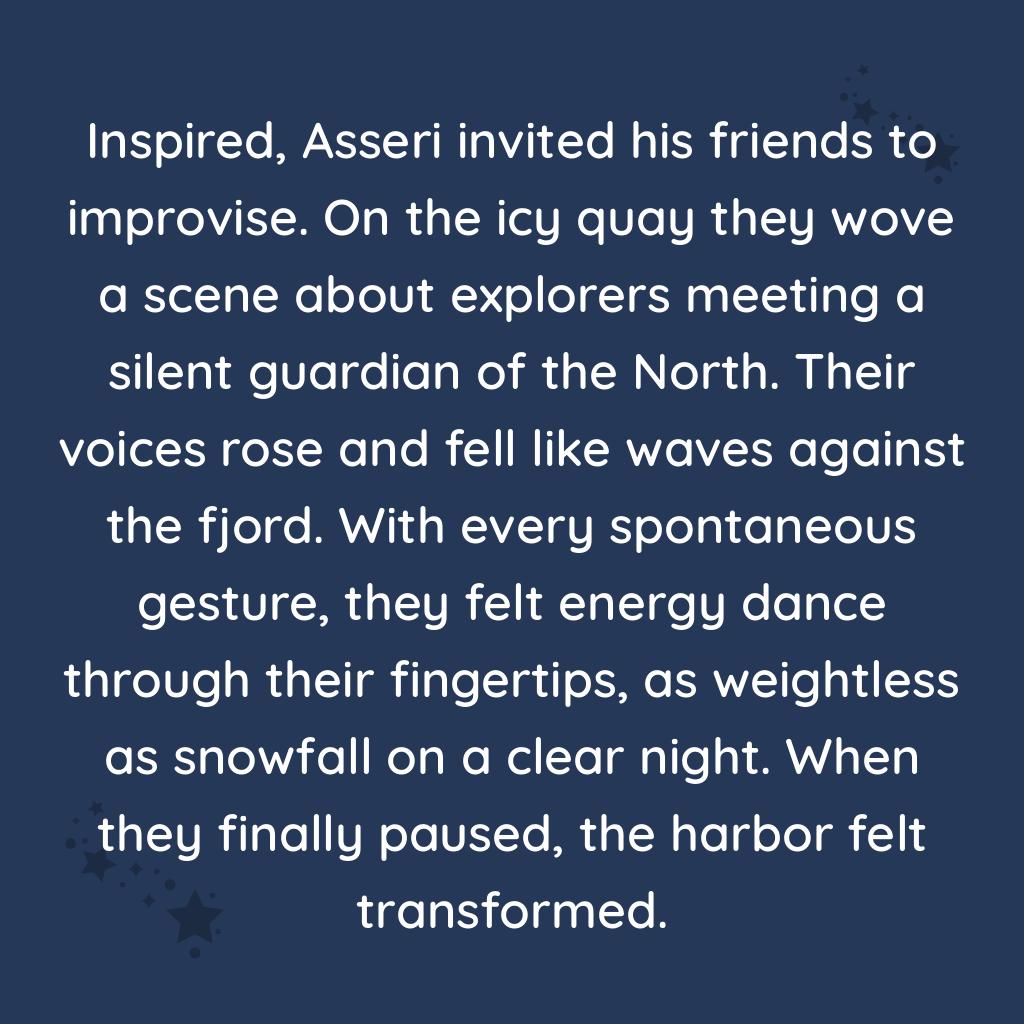 Inspired, Asseri invited his friends to
improvise. On the icy quay they wove
a scene about explorers meeting a
silent guardian of the North. Their
voices rose and fell like waves against
the fjord. With every spontaneous
gesture, they felt energy dance
through their fingertips, as weightless
as snowfall on a clear night. When
they finally paused, the harbor felt
transformed.